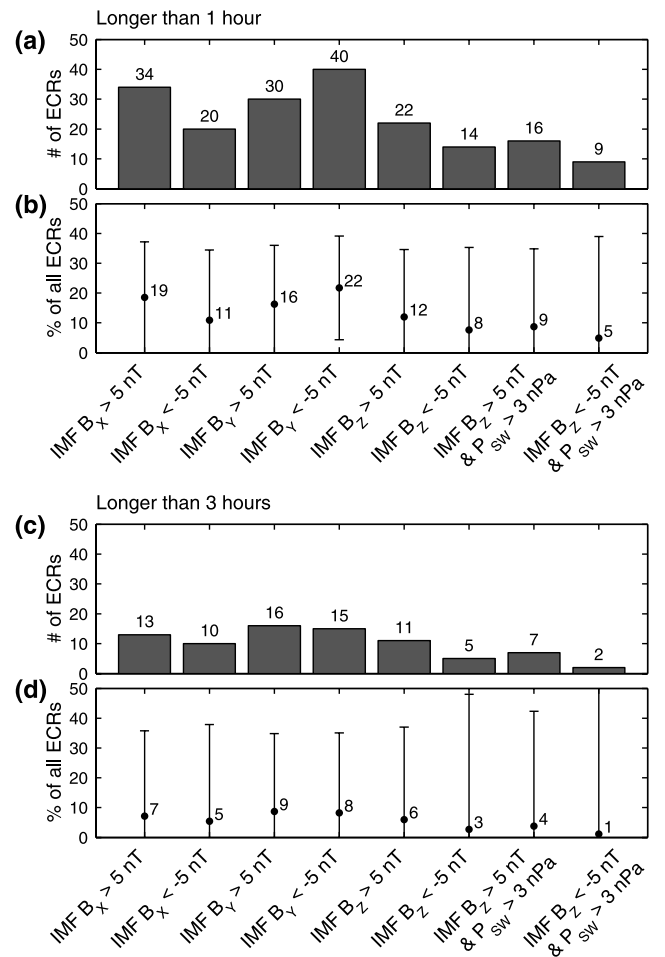 Longer than 1 hour
(a)
# of ECRs
50
40
30
20
10
0
34
20
30
40
22
14
16
9
(b)
% of all ECRs
50
40
30
20
10
0
19
11
16
22
12
8
9
5
IMF BX > 5 nT
IMF BX < -5 nT
IMF BY > 5 nT
IMF BY < -5 nT
IMF BZ > 5 nT
IMF BZ < -5 nT
IMF BZ > 5 nT
& PSW > 3 nPa
IMF BZ < -5 nT
& PSW > 3 nPa
Longer than 3 hours
(c)
# of ECRs
50
40
30
20
10
0
13
10
16
15
11
5
7
2
(d)
% of all ECRs
50
40
30
20
10
0
7
5
9
8
6
3
4
1
IMF BX > 5 nT
IMF BX < -5 nT
IMF BY > 5 nT
IMF BY < -5 nT
IMF BZ > 5 nT
IMF BZ < -5 nT
IMF BZ > 5 nT
& PSW > 3 nPa
IMF BZ < -5 nT
& PSW > 3 nPa